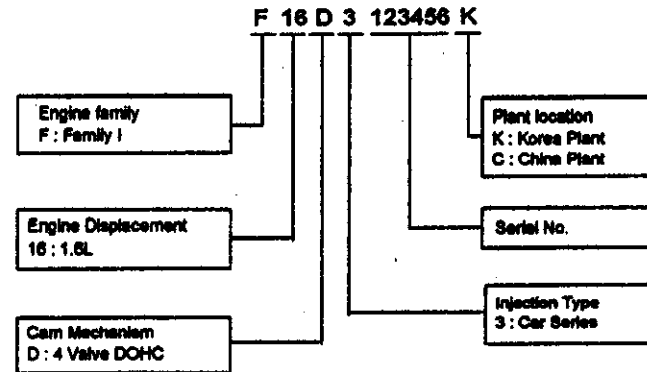 F 16 D 3 123456 K
Engine family
F : Family I
Plant location
K : Korea Plant
C : China Plant
Engine Displacement
16 : 1.6L
Serial No.
Injection Type
3 : Car Series
Cam Mechanism
D : 4 Valve DOHC